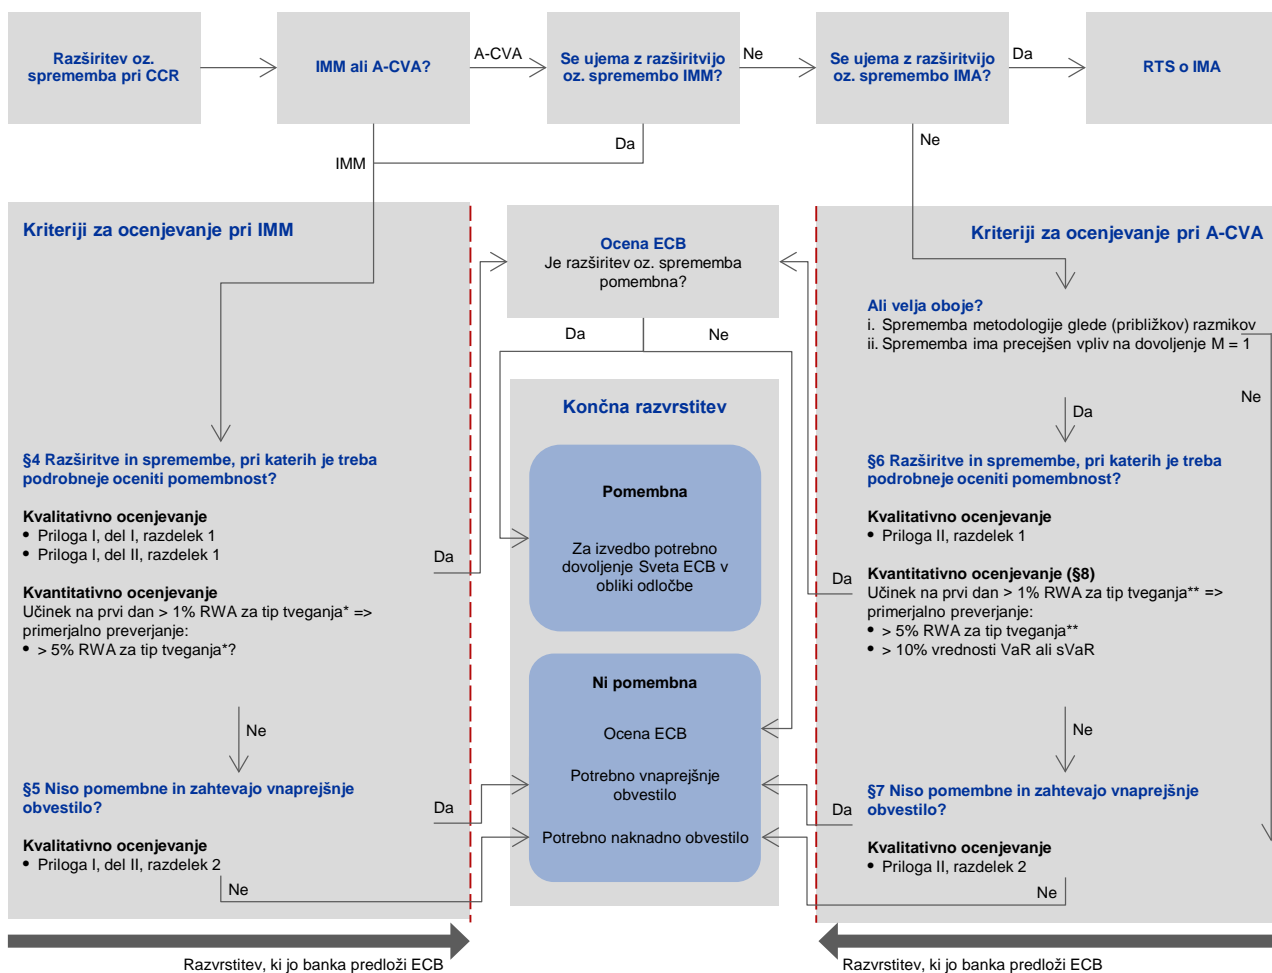 Razširitev oz.
sprememba pri CCR
IMM ali A-CVA?
A-CVA
Se ujema z razširitvijo
oz. spremembo IMM?
Ne
Se ujema z razširitvijo
oz. spremembo IMA?
Da
RTS o IMA
IMM
Da
Ne
Kriteriji za ocenjevanje pri IMM
§4 Razširitve in spremembe, pri katerih je treba
podrobneje oceniti pomembnost?
Kvalitativno ocenjevanje
• Priloga I, del I, razdelek 1
• Priloga I, del II, razdelek 1
Kvantitativno ocenjevanje
Učinek na prvi dan > 1% RWA za tip tveganja* =>
primerjalno preverjanje:
• > 5% RWA za tip tveganja*?
Da
Ne
§5 Niso pomembne in zahtevajo vnaprejšnje
obvestilo?
Da
Kvalitativno ocenjevanje
• Priloga I, del II, razdelek 2
Ne
Ocena ECB
Je razširitev oz. sprememba
pomembna?
Da
Ne
Končna razvrstitev
Pomembna
Za izvedbo potrebno
dovoljenje Sveta ECB v
obliki odločbe
Ni pomembna
Ocena ECB
Potrebno vnaprejšnje
obvestilo
Potrebno naknadno obvestilo
Kriteriji za ocenjevanje pri A-CVA
Ali velja oboje?
i. Sprememba metodologije glede (približkov) razmikov
ii. Sprememba ima precejšen vpliv na dovoljenje M = 1
Ne
Da
§6 Razširitve in spremembe, pri katerih je treba
podrobneje oceniti pomembnost?
Kvalitativno ocenjevanje
• Priloga II, razdelek 1
Kvantitativno ocenjevanje (§8)
Učinek na prvi dan > 1% RWA za tip tveganja** =>
primerjalno preverjanje:
• > 5% RWA za tip tveganja**
• > 10% vrednosti VaR ali sVaR
Da
Ne
§7 Niso pomembne in zahtevajo vnaprejšnje
obvestilo?
Da
Kvalitativno ocenjevanje
• Priloga II, razdelek 2
Ne
Razvrstitev, ki jo banka predloži ECB
Razvrstitev, ki jo banka predloži ECB